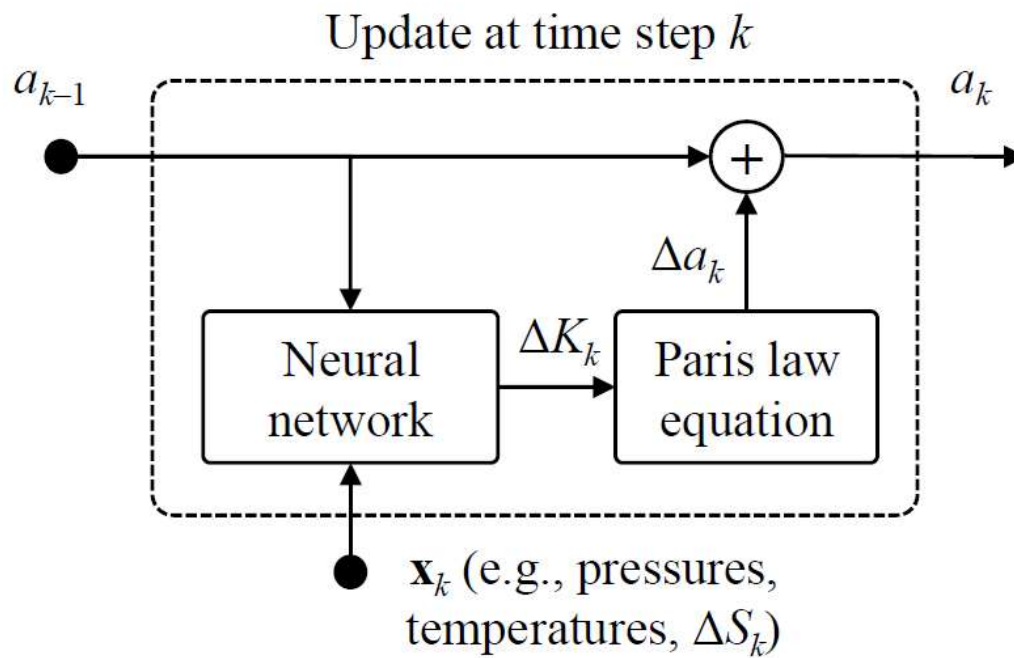 Update at time step k
a_{k–1}
a_k
+
Δa_k
Neural
network
ΔK_k
Paris law
equation
x_k (e.g., pressures,
temperatures, ΔS_k)